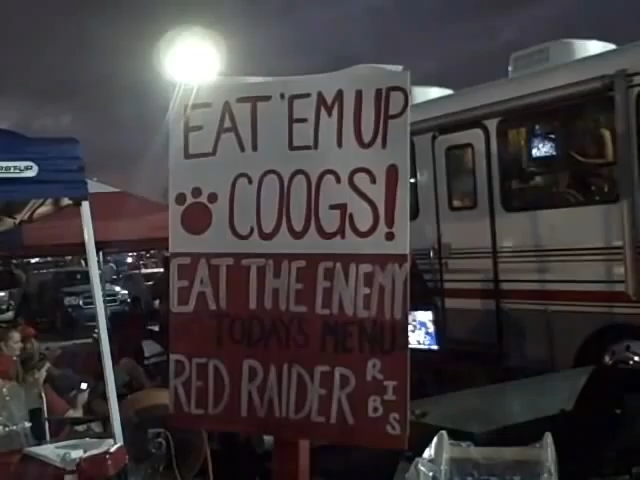 EAT 'EM UP
COOGS!
EAT THE ENEMY
TODAYS MENU
RED RAIDER RIBS